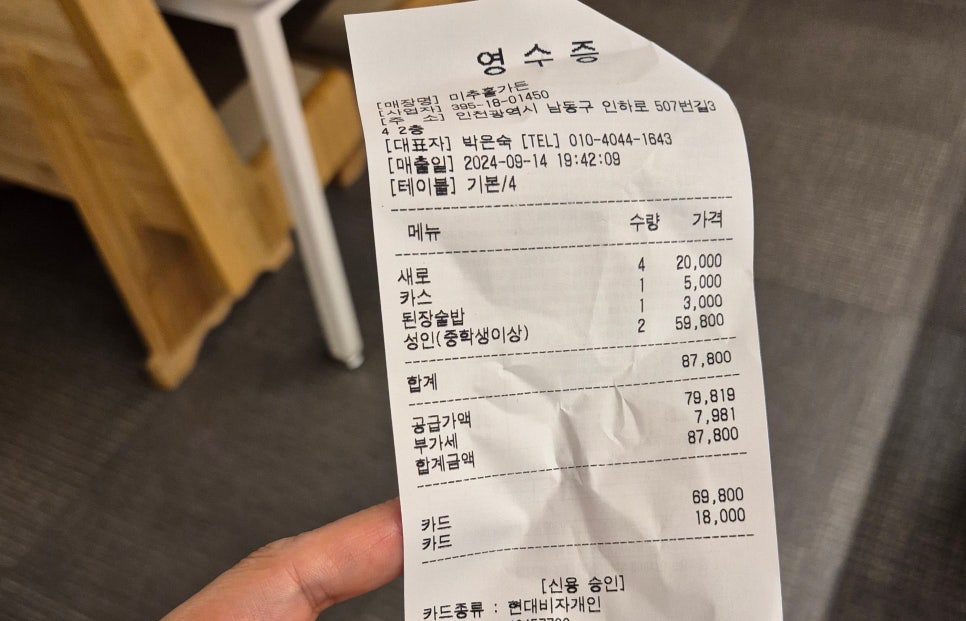 영수증
[매장명] 미추홀가든
[사업자] 395-18-01450
[주 소] 인천광역시 남동구 인하로 507번길3
4 2층
[대표자] 박은숙 [TEL] 010-4044-1643
[매출일] 2024-09-14 19:42:09
[테이블] 기본/4
메뉴 수량 가격
새로 4 20,000
카스 1 5,000
된장술밥 1 3,000
성인(중학생이상) 2 59,800
합계 87,800
공급가액 79,819
부가세 7,981
합계금액 87,800
카드 69,800
카드 18,000
[신용 승인]
카드종류 : 현대비자개인